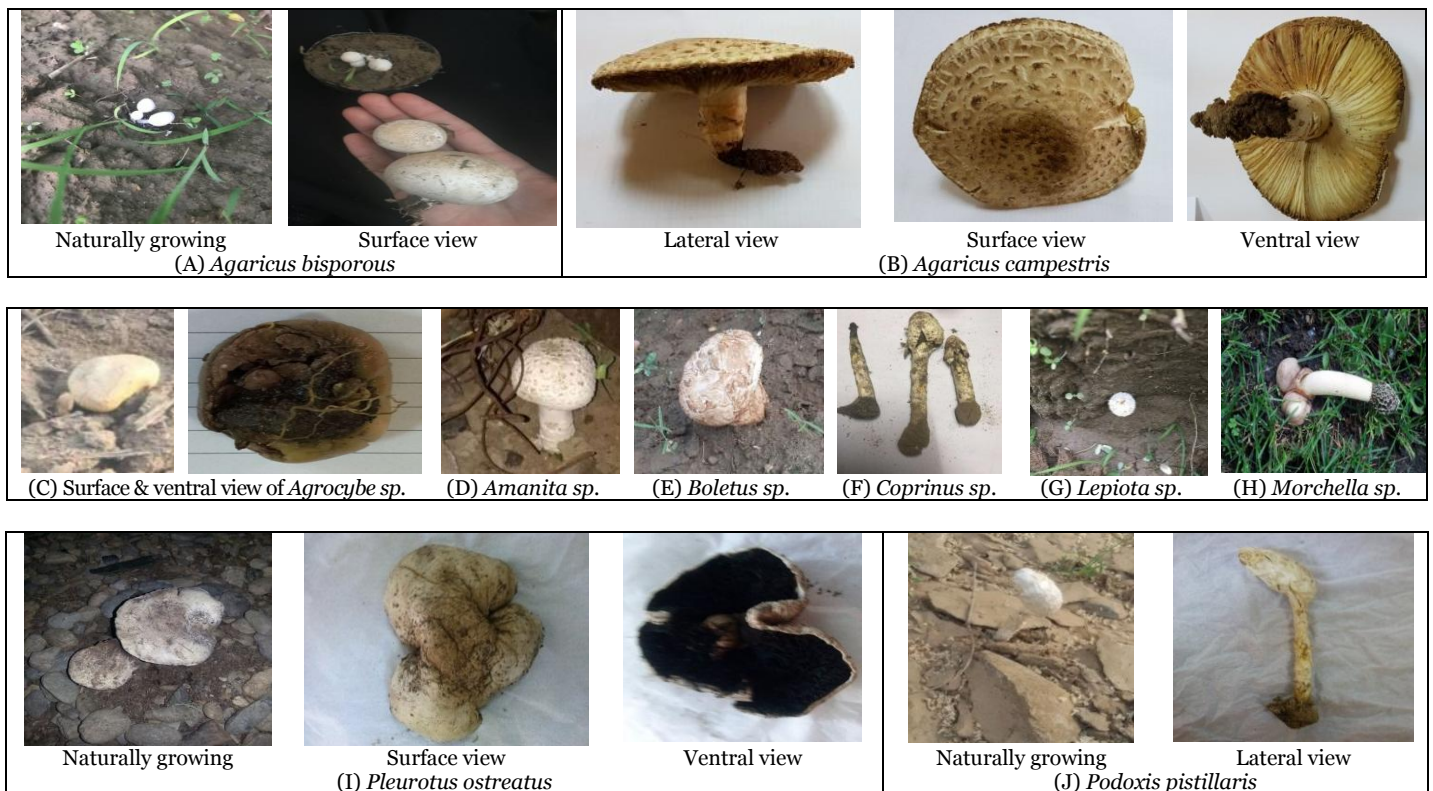 Naturally growing
Surface view
(A) Agaricus bisporous
Lateral view
Surface view
Ventral view
(B) Agaricus campestris
(C) Surface & ventral view of Agrocybe sp.
(D) Amanita sp.
(E) Boletus sp.
(F) Coprinus sp.
(G) Lepiota sp.
(H) Morchella sp.
Naturally growing
Surface view
Ventral view
(I) Pleurotus ostreatus
Naturally growing
Lateral view
(J) Podoxis pistillaris